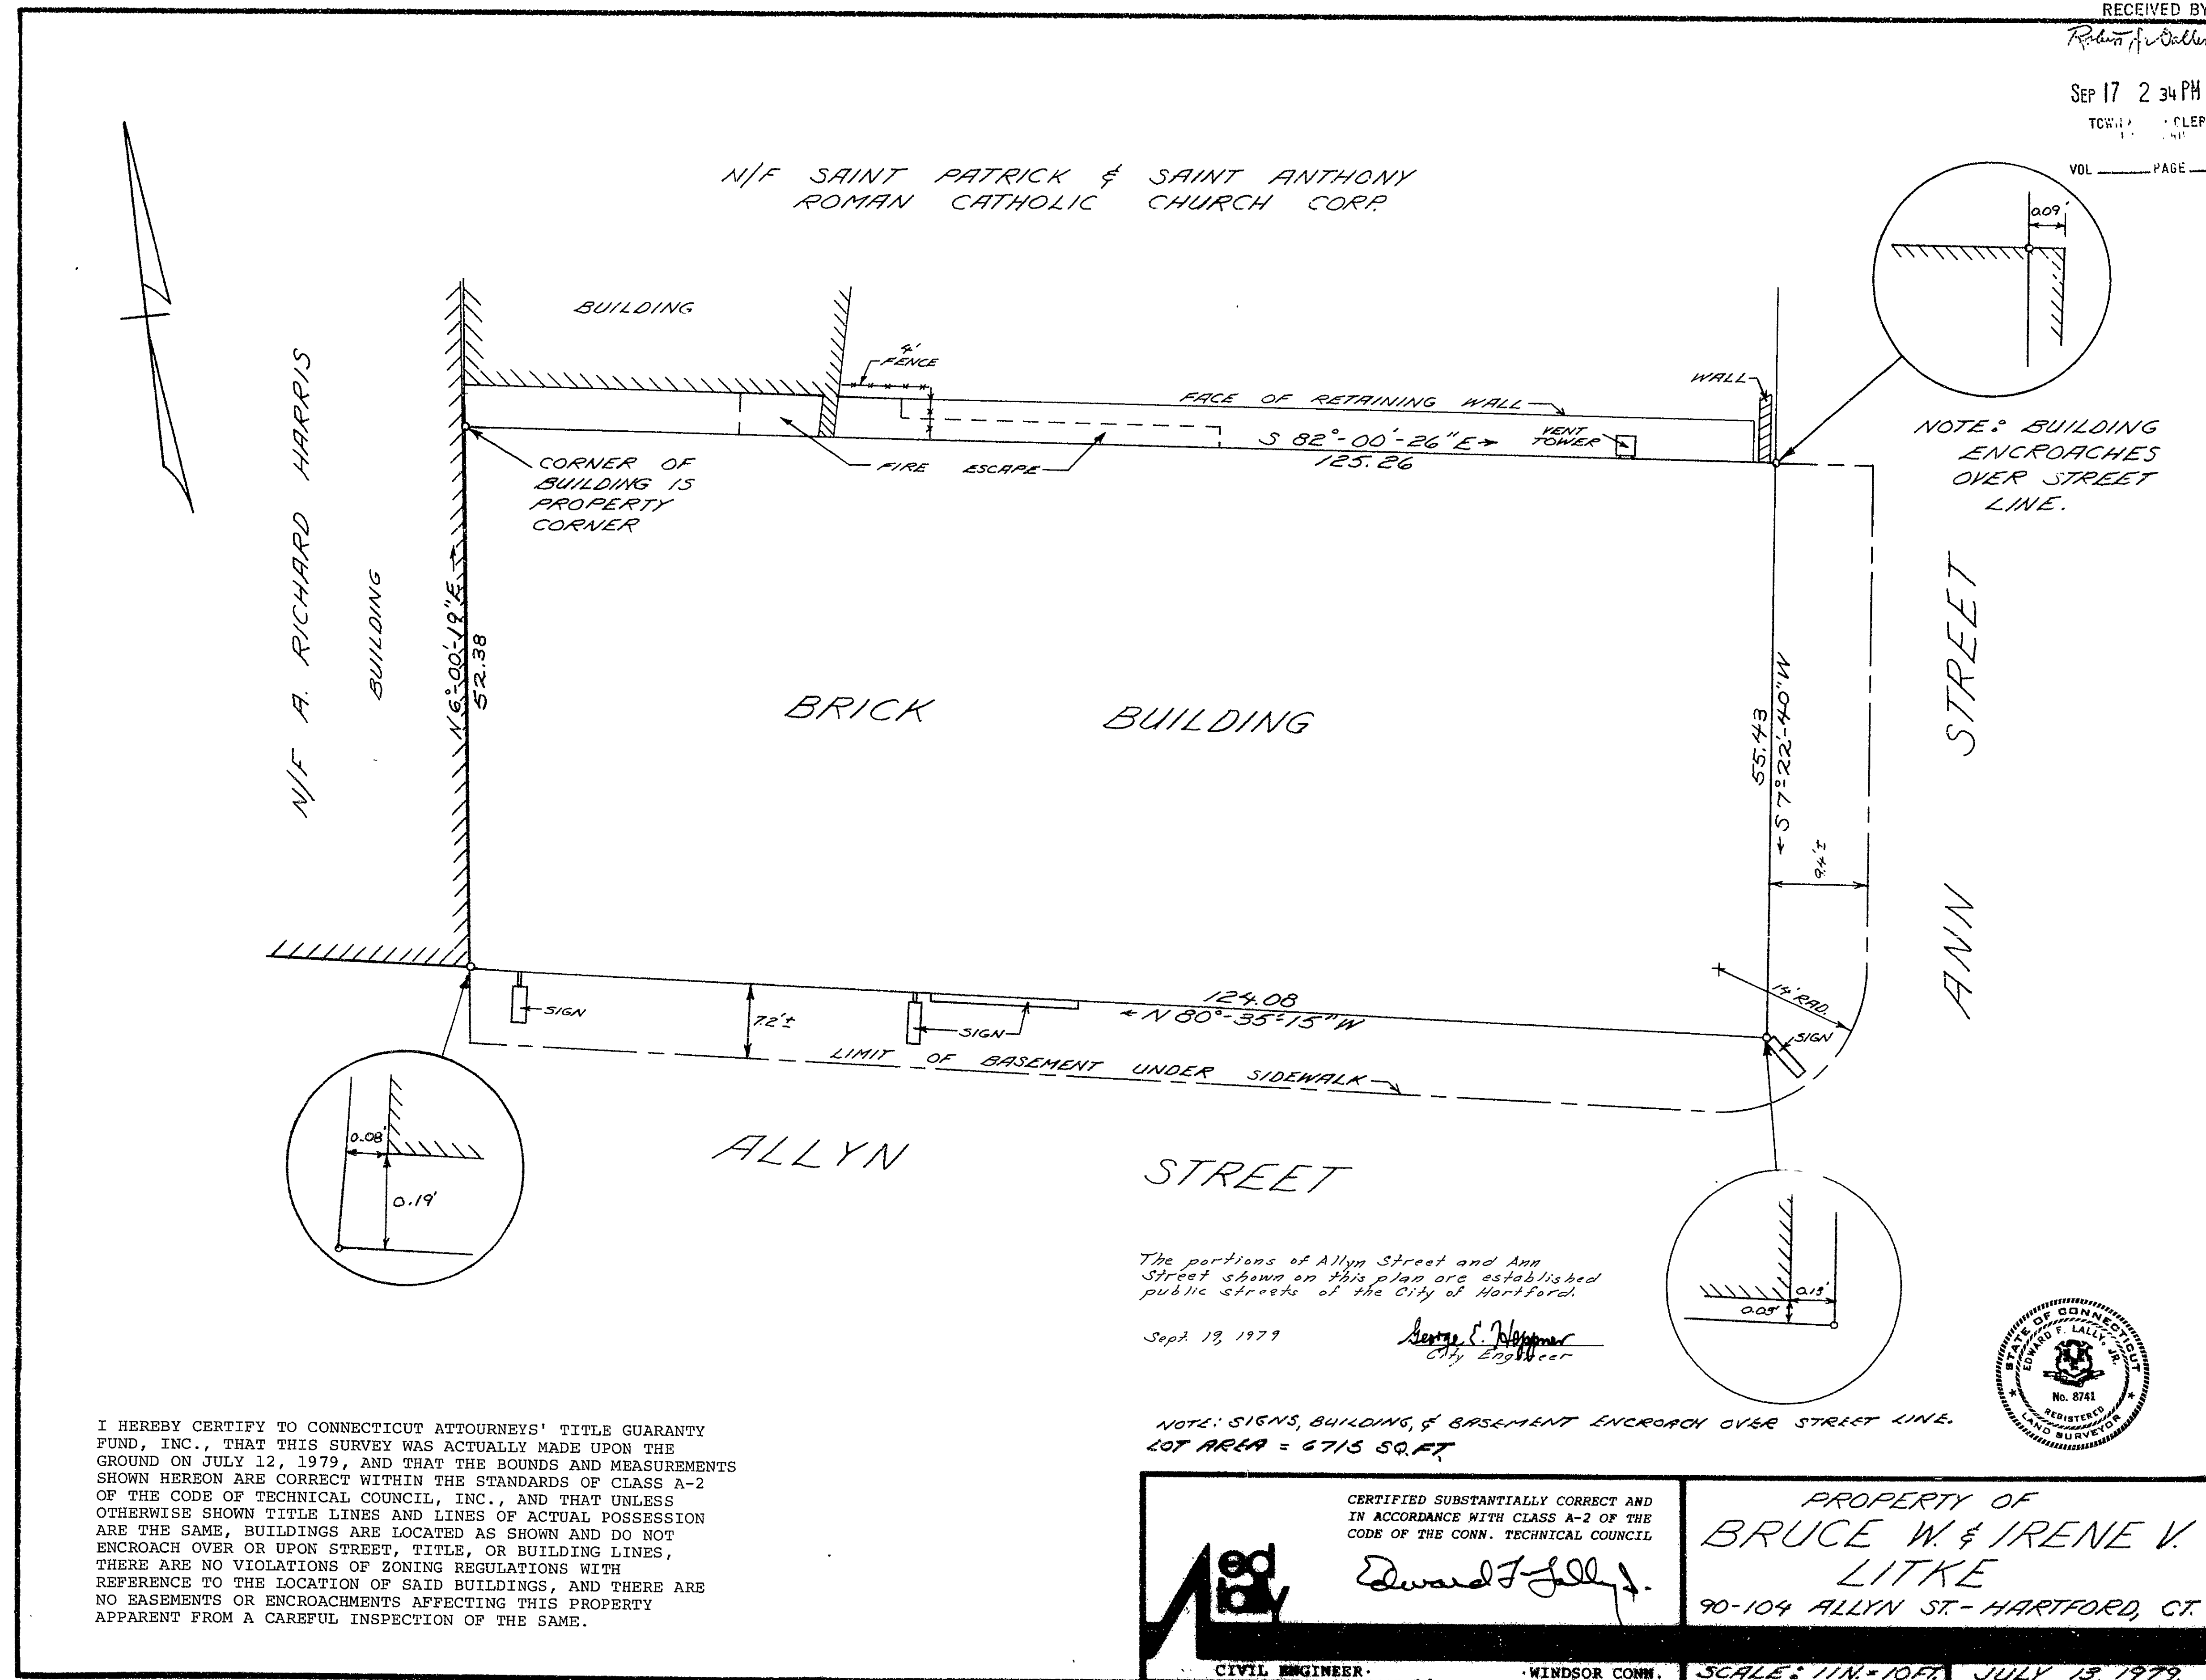 RECEIVED BY
SEP 17 2 34 PM
VOL PAGE
N/F SAINT PATRICK & SAINT ANTHONY
ROMAN CATHOLIC CHURCH CORP.
0.09'
NOTE: BUILDING
ENCROACHES
OVER STREET
LINE.
BUILDING
4'
FENCE
WALL
FACE OF RETAINING WALL
S 82°-00'-26"E
125.26
VENT
TOWER
FIRE ESCAPE
CORNER OF
BUILDING IS
PROPERTY
CORNER
N/F A. RICHARD HARRIS
BUILDING
N 6°-00'-19"E
52.38
BRICK BUILDING
55.43
S 7°-22'-40"W
9.4'±
ANN STREET
14' RAD.
SIGN
SIGN
7.2'±
SIGN
124.08
N 80°-35'-15"W
LIMIT OF BASEMENT UNDER SIDEWALK
0.08'
0.19'
ALLYN STREET
The portions of Allyn Street and Ann
Street shown on this plan are established
public streets of the City of Hartford.
Sept. 19, 1979
George E. Heppner
City Engineer
0.05'
STATE OF CONNECTICUT
EDWARD F. LALLY, JR.
No. 8741
REGISTERED
LAND SURVEYOR
NOTE: SIGNS, BUILDING, & BASEMENT ENCROACH OVER STREET LINE.
LOT AREA = 6715 SQ.FT.
I HEREBY CERTIFY TO CONNECTICUT ATTOURNEYS' TITLE GUARANTY
FUND, INC., THAT THIS SURVEY WAS ACTUALLY MADE UPON THE
GROUND ON JULY 12, 1979, AND THAT THE BOUNDS AND MEASUREMENTS
SHOWN HEREON ARE CORRECT WITHIN THE STANDARDS OF CLASS A-2
OF THE CODE OF TECHNICAL COUNCIL, INC., AND THAT UNLESS
OTHERWISE SHOWN TITLE LINES AND LINES OF ACTUAL POSSESSION
ARE THE SAME, BUILDINGS ARE LOCATED AS SHOWN AND DO NOT
ENCROACH OVER OR UPON STREET, TITLE, OR BUILDING LINES,
THERE ARE NO VIOLATIONS OF ZONING REGULATIONS WITH
REFERENCE TO THE LOCATION OF SAID BUILDINGS, AND THERE ARE
NO EASEMENTS OR ENCROACHMENTS AFFECTING THIS PROPERTY
APPARENT FROM A CAREFUL INSPECTION OF THE SAME.
ed
lally
CERTIFIED SUBSTANTIALLY CORRECT AND
IN ACCORDANCE WITH CLASS A-2 OF THE
CODE OF THE CONN. TECHNICAL COUNCIL
Edward F Lally Jr.
CIVIL ENGINEER · WINDSOR CONN.
PROPERTY OF
BRUCE W. & IRENE V.
LITKE
90-104 ALLYN ST. - HARTFORD, CT.
SCALE: 1 IN. = 10 FT. JULY 13, 1979.